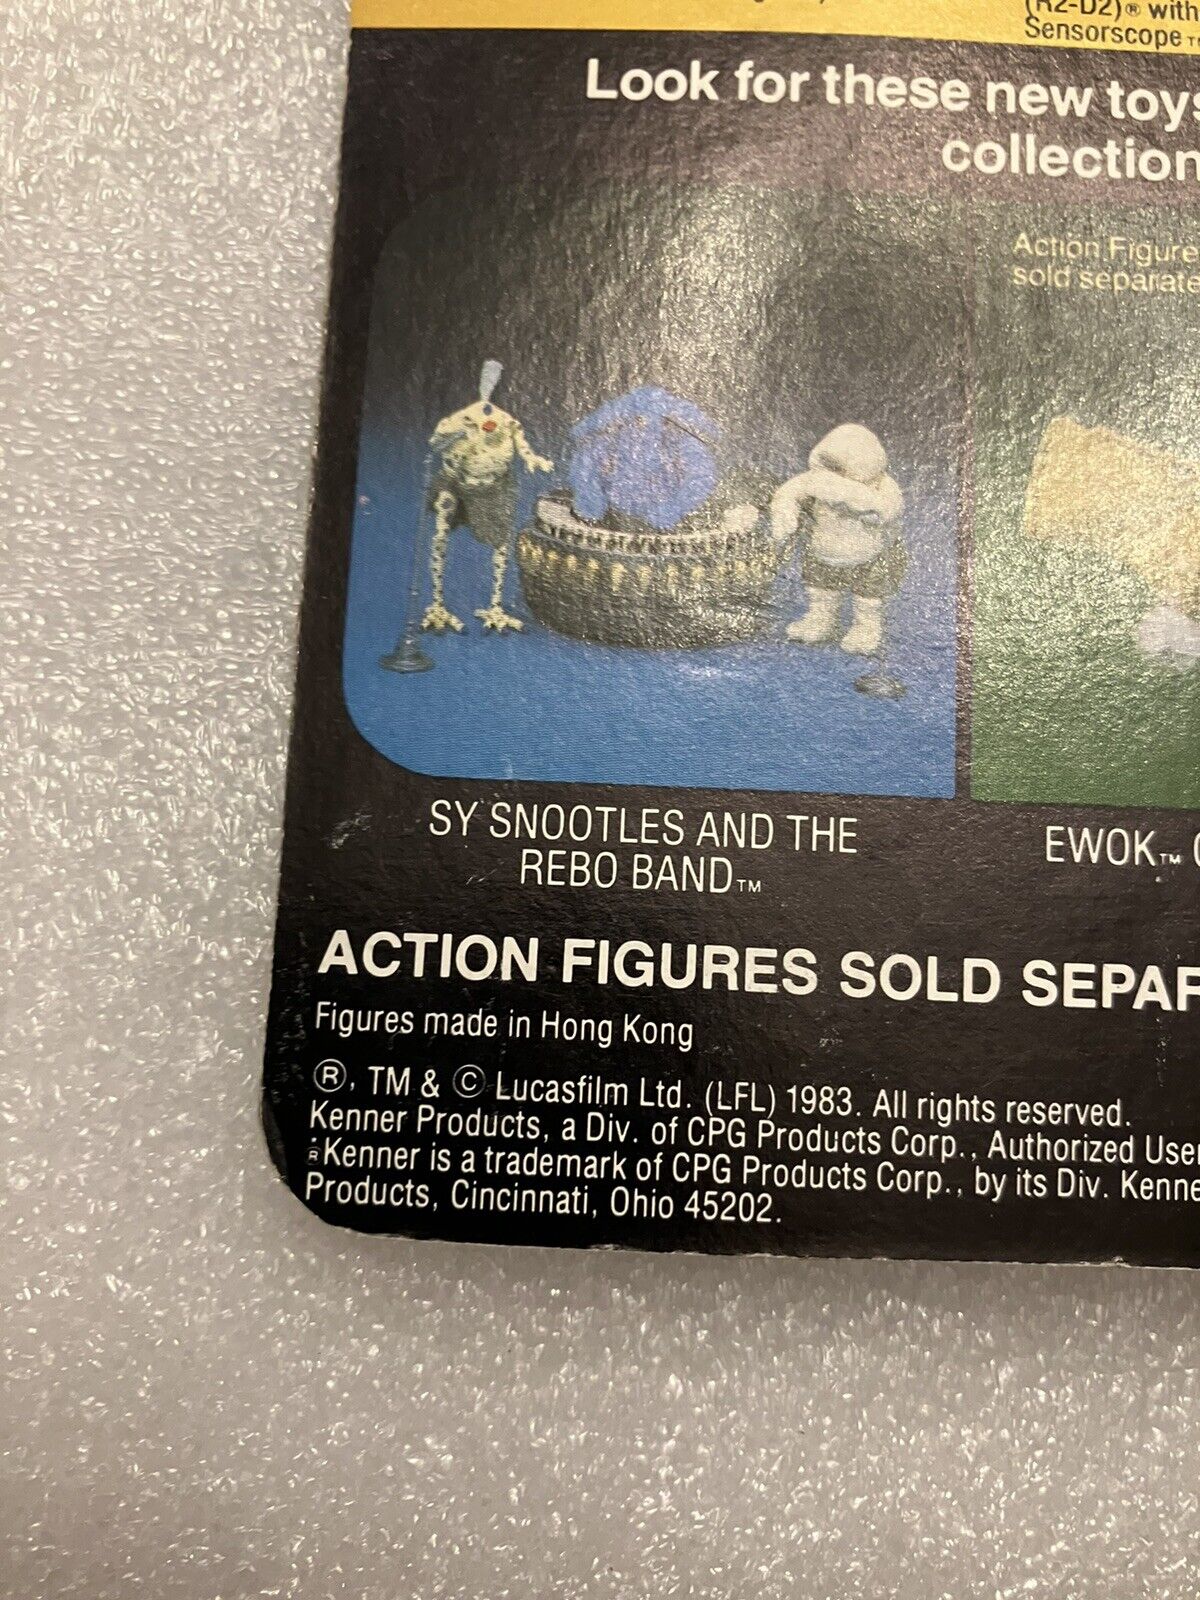 (R2-D2)® with
Sensorscope™
Look for these new toys
collection
Action Figure
sold separate
SY SNOOTLES AND THE
REBO BAND™
EWOK™
ACTION FIGURES SOLD SEPAR
Figures made in Hong Kong
®, TM & © Lucasfilm Ltd. (LFL) 1983. All rights reserved.
Kenner Products, a Div. of CPG Products Corp., Authorized User
®Kenner is a trademark of CPG Products Corp., by its Div. Kenne
Products, Cincinnati, Ohio 45202.